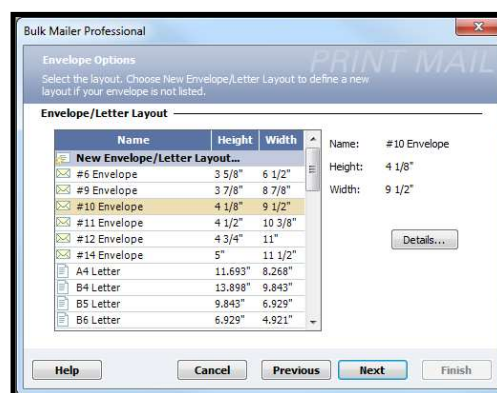 Bulk Mailer Professional
Envelope Options
PRINT MAIL
Select the layout. Choose New Envelope/Letter Layout to define a new
layout if your envelope is not listed.
Envelope/Letter Layout
Name Height Width
New Envelope/Letter Layout...
#6 Envelope 3 5/8" 6 1/2"
#9 Envelope 3 7/8" 8 7/8"
#10 Envelope 4 1/8" 9 1/2"
#11 Envelope 4 1/2" 10 3/8"
#12 Envelope 4 3/4" 11"
#14 Envelope 5" 11 1/2"
A4 Letter 11.693" 8.268"
B4 Letter 13.898" 9.843"
B5 Letter 9.843" 6.929"
B6 Letter 6.929" 4.921"
Name: #10 Envelope
Height: 4 1/8"
Width: 9 1/2"
Details...
Help Cancel Previous Next Finish